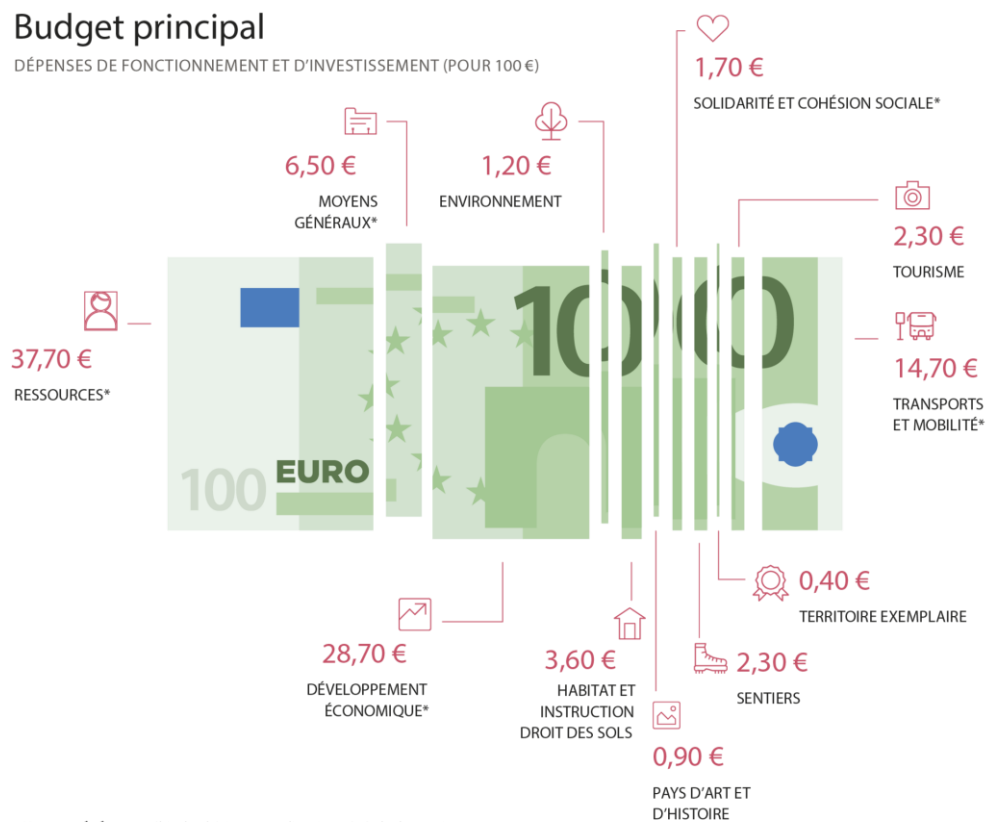 Budget principal
DÉPENSES DE FONCTIONNEMENT ET D'INVESTISSEMENT (POUR 100 €)
1,70 €
SOLIDARITÉ ET COHÉSION SOCIALE*
6,50 €
MOYENS
GÉNÉRAUX*
1,20 €
ENVIRONNEMENT
2,30 €
TOURISME
37,70 €
RESSOURCES*
14,70 €
TRANSPORTS
ET MOBILITÉ*
100
100 EURO
0,40 €
TERRITOIRE EXEMPLAIRE
28,70 €
DÉVELOPPEMENT
ÉCONOMIQUE*
3,60 €
HABITAT ET
INSTRUCTION
DROIT DES SOLS
2,30 €
SENTIERS
0,90 €
PAYS D'ART ET
D'HISTOIRE